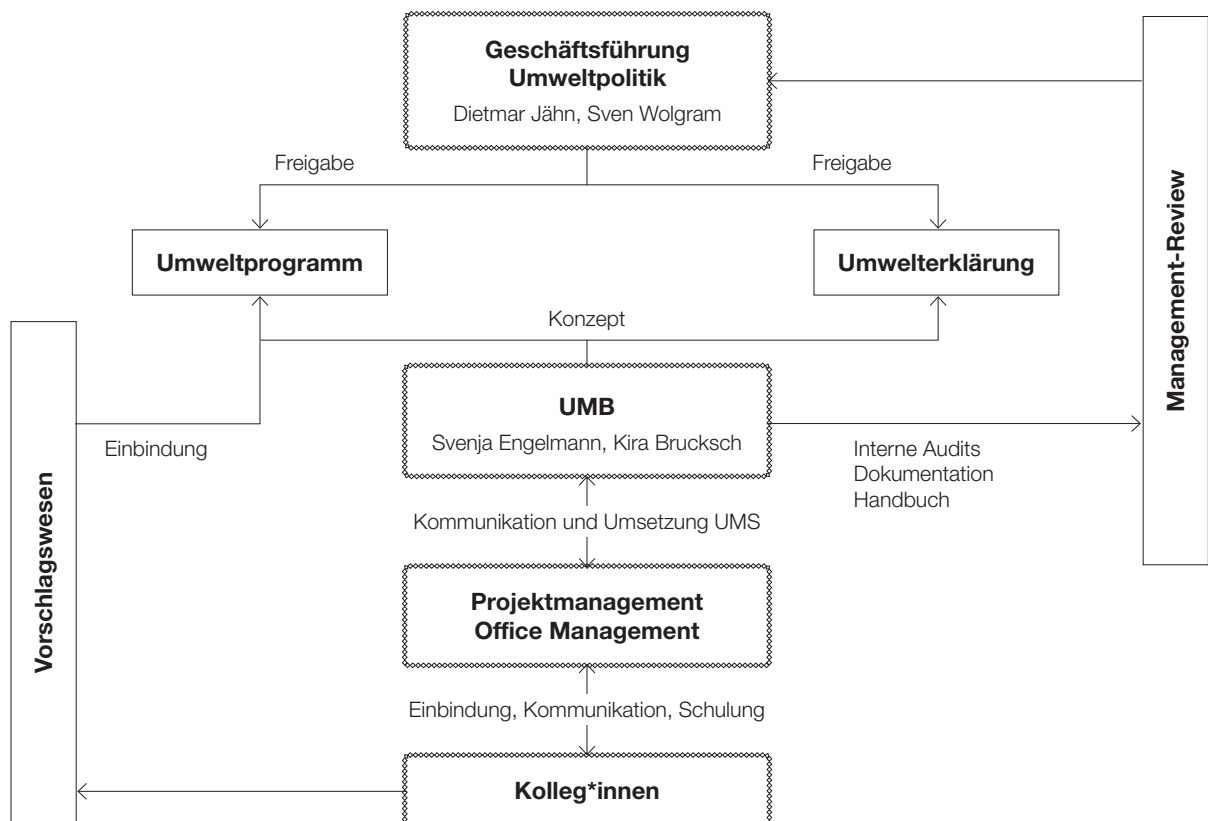 Geschäftsführung
Umweltpolitik
Dietmar Jähn, Sven Wolgram
Freigabe
Freigabe
Umweltprogramm
Umwelterklärung
Management-Review
Konzept
UMB
Svenja Engelmann, Kira Brucksch
Einbindung
Interne Audits
Dokumentation
Handbuch
Kommunikation und Umsetzung UMS
Vorschlagswesen
Projektmanagement
Office Management
Einbindung, Kommunikation, Schulung
Kolleg*innen